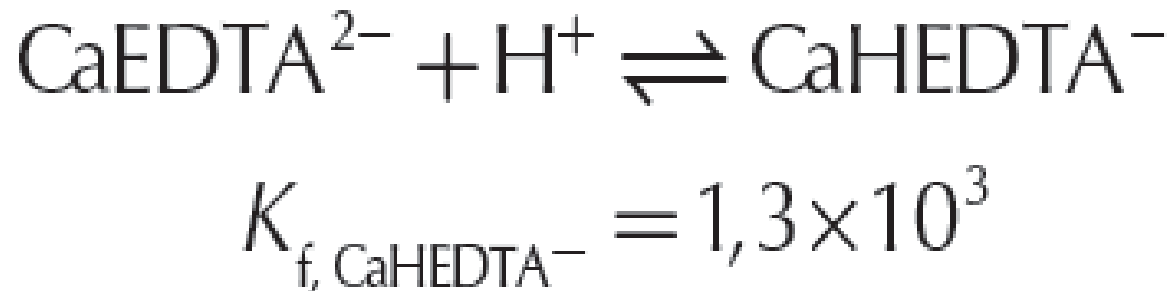 CaEDTA²⁻ + H⁺ ⇌ CaHEDTA⁻
K_f, CaHEDTA⁻ = 1,3×10³